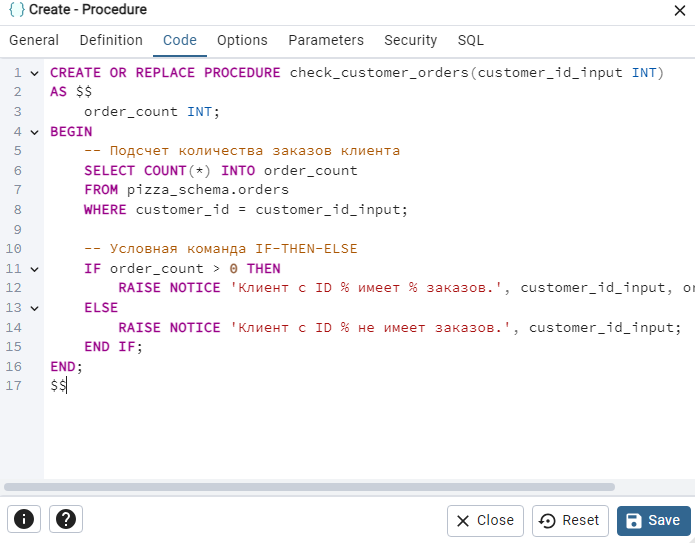 Create - Procedure
General Definition Code Options Parameters Security SQL
1 CREATE OR REPLACE PROCEDURE check_customer_orders(customer_id_input INT)
2 AS $$
3 order_count INT;
4 BEGIN
5 -- Подсчет количества заказов клиента
6 SELECT COUNT(*) INTO order_count
7 FROM pizza_schema.orders
8 WHERE customer_id = customer_id_input;
9
10 -- Условная команда IF-THEN-ELSE
11 IF order_count > 0 THEN
12 RAISE NOTICE 'Клиент с ID % имеет % заказов.', customer_id_input, or
13 ELSE
14 RAISE NOTICE 'Клиент с ID % не имеет заказов.', customer_id_input;
15 END IF;
16 END;
17 $$
Close Reset Save